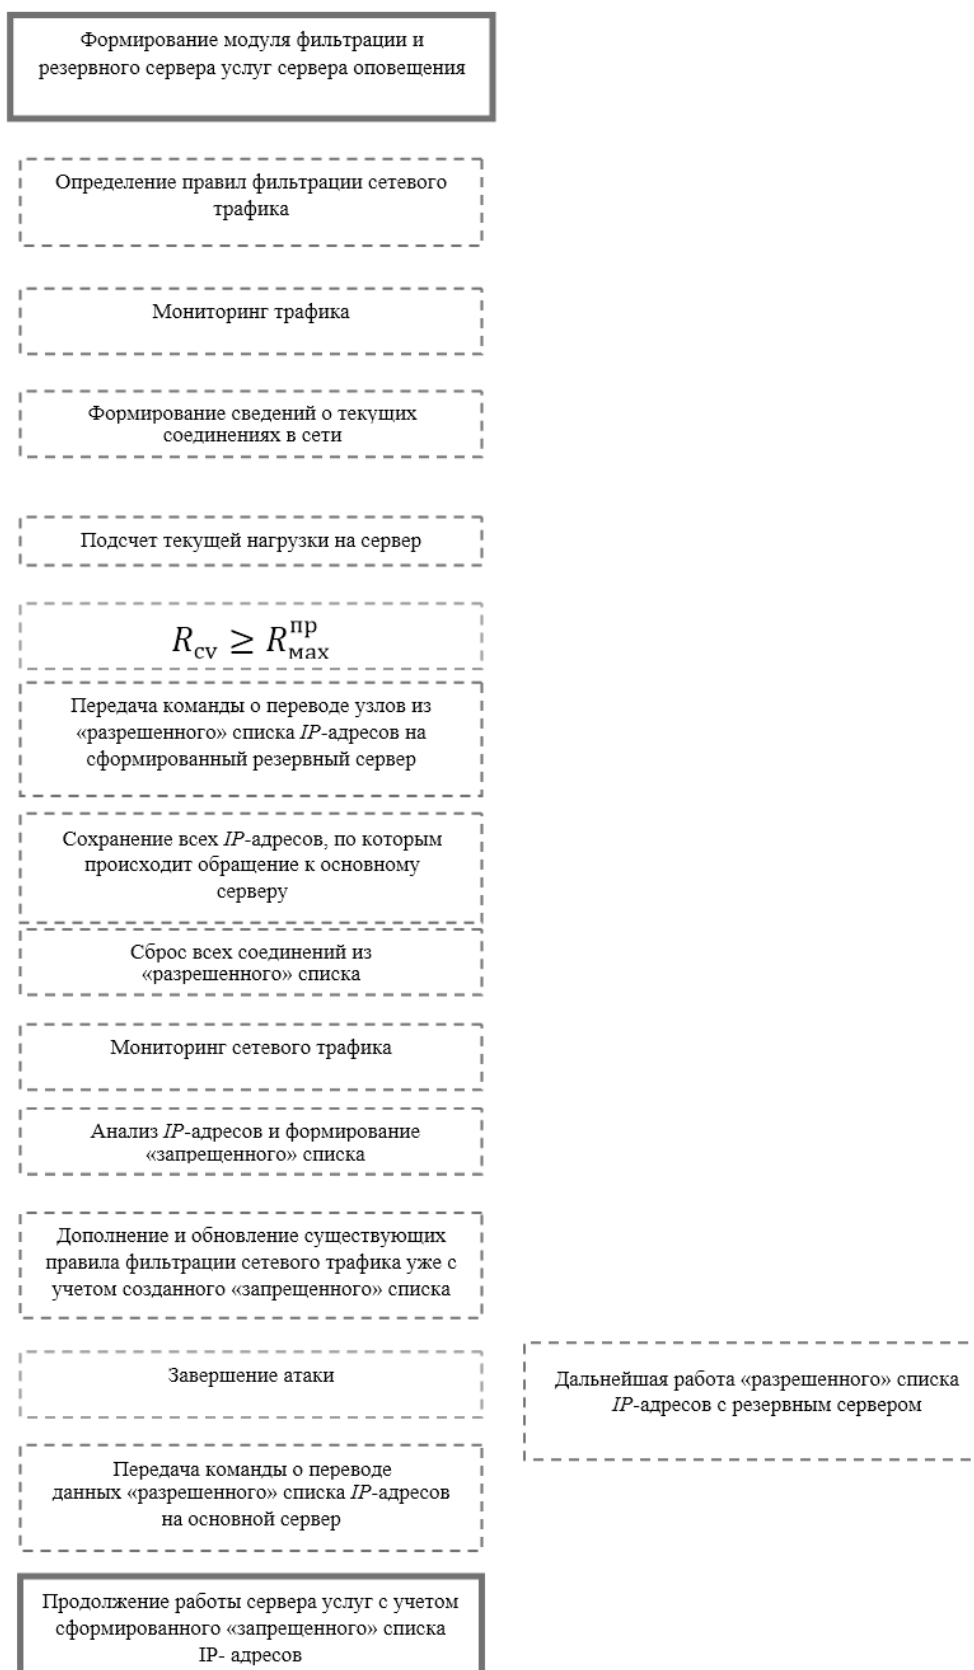 Формирование модуля фильтрации и
резервного сервера услуг сервера оповещения
Определение правил фильтрации сетевого
трафика
Мониторинг трафика
Формирование сведений о текущих
соединениях в сети
Подсчет текущей нагрузки на сервер
R_cv ≥ R_мах^пр
Передача команды о переводе узлов из
«разрешенного» списка IP-адресов на
сформированный резервный сервер
Сохранение всех IP-адресов, по которым
происходит обращение к основному
серверу
Сброс всех соединений из
«разрешенного» списка
Мониторинг сетевого трафика
Анализ IP-адресов и формирование
«запрещенного» списка
Дополнение и обновление существующих
правила фильтрации сетевого трафика уже с
учетом созданного «запрещенного» списка
Завершение атаки
Дальнейшая работа «разрешенного» списка
IP-адресов с резервным сервером
Передача команды о переводе
данных «разрешенного» списка IP-адресов
на основной сервер
Продолжение работы сервера услуг с учетом
сформированного «запрещенного» списка
IP- адресов